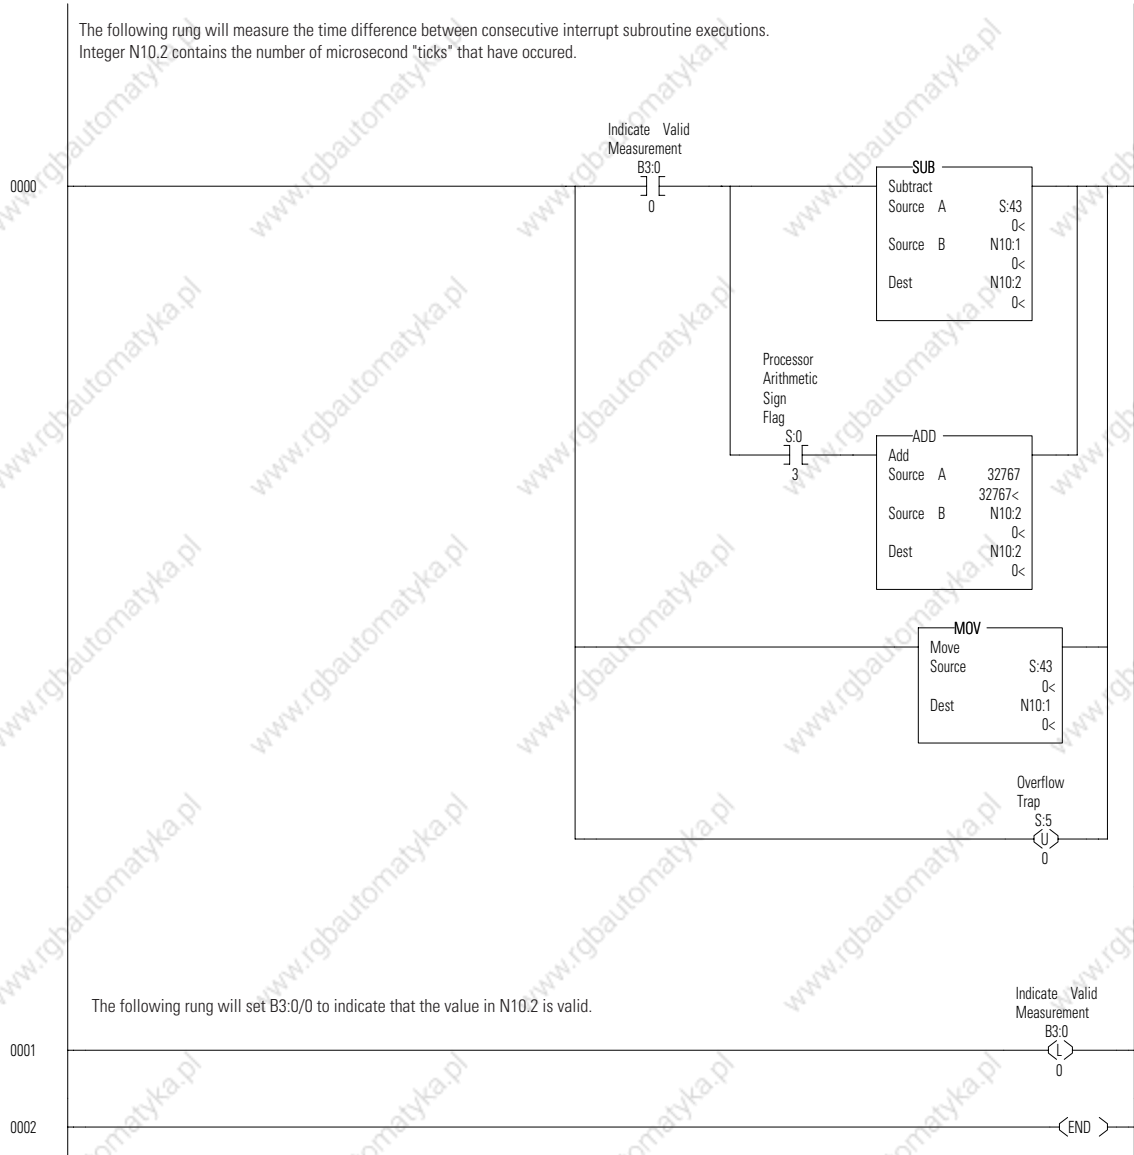 The following rung will measure the time difference between consecutive interrupt subroutine executions.
Integer N10.2 contains the number of microsecond "ticks" that have occured.
Indicate Valid
Measurement
B3:0
0000
0
SUB
Subtract
Source A S:43
0<
Source B N10:1
0<
Dest N10:2
0<
Processor
Arithmetic
Sign
Flag
S:0
3
ADD
Add
Source A 32767
32767<
Source B N10:2
0<
Dest N10:2
0<
MOV
Move
Source S:43
0<
Dest N10:1
0<
Overflow
Trap
S:5
U
0
The following rung will set B3:0/0 to indicate that the value in N10.2 is valid.
Indicate Valid
Measurement
B3:0
0001
L
0
0002
END
www.rgbautomatyka.pl